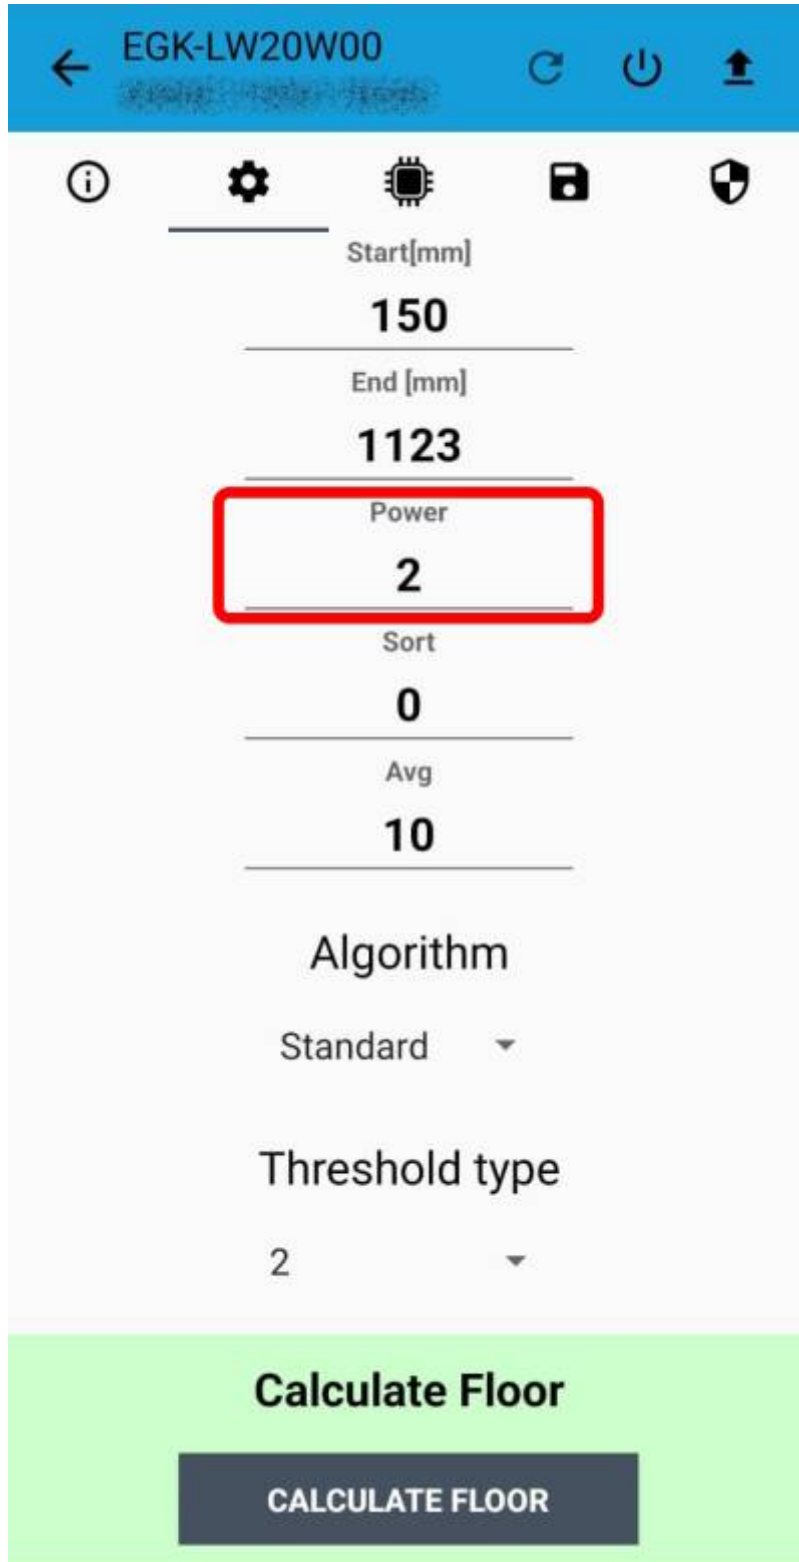 EGK-LW20W00
Start[mm]
150
End [mm]
1123
Power
2
Sort
0
Avg
10
Algorithm
Standard
Threshold type
2
Calculate Floor
CALCULATE FLOOR